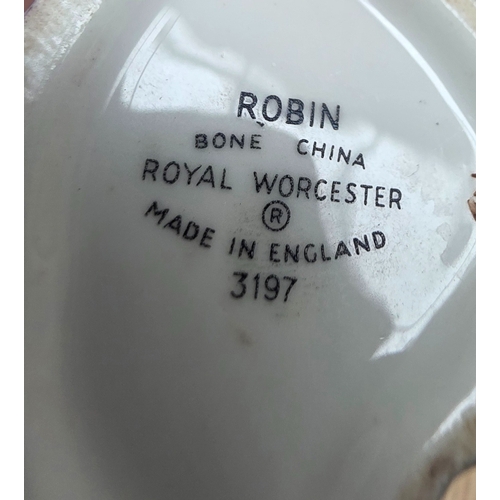 ROBIN
BONE CHINA
ROYAL WORCESTER
®
MADE IN ENGLAND
3197